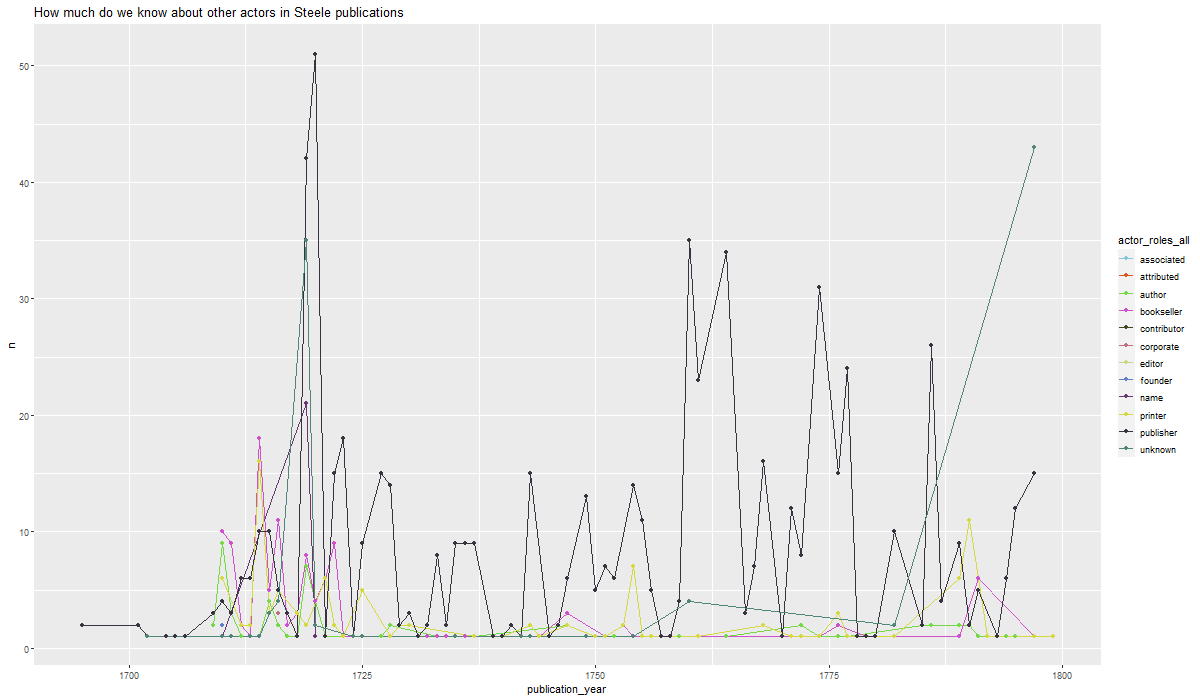 How much do we know about other actors in Steele publications
50
40
30
20
10
0
n
1700
1725
1750
1775
1800
publication_year
actor_roles_all
associated
attributed
author
bookseller
contributor
corporate
editor
founder
name
printer
publisher
unknown